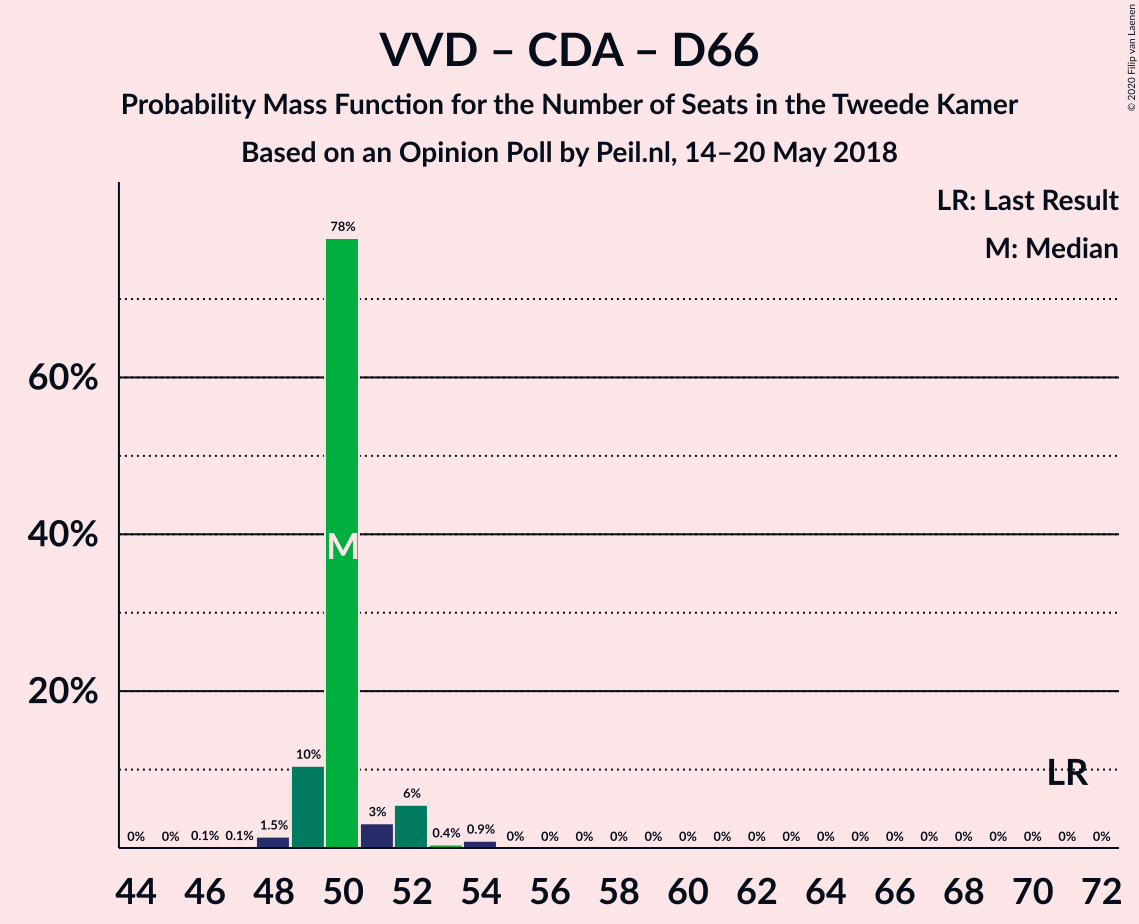 VVD – CDA – D66
Probability Mass Function for the Number of Seats in the Tweede Kamer
Based on an Opinion Poll by Peil.nl, 14–20 May 2018
© 2020 Filip van Laenen
LR: Last Result
M: Median
60%
40%
20%
0% 0% 0.1% 0.1% 1.5% 10% 78% 3% 6% 0.4% 0.9% 0% 0% 0% 0% 0% 0% 0% 0% 0% 0% 0% 0% 0% 0% 0% 0% 0% 0%
M
LR
44 46 48 50 52 54 56 58 60 62 64 66 68 70 72